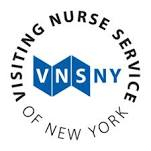 VISITING NURSE SERVICE
VNSNY
OF NEW YORK